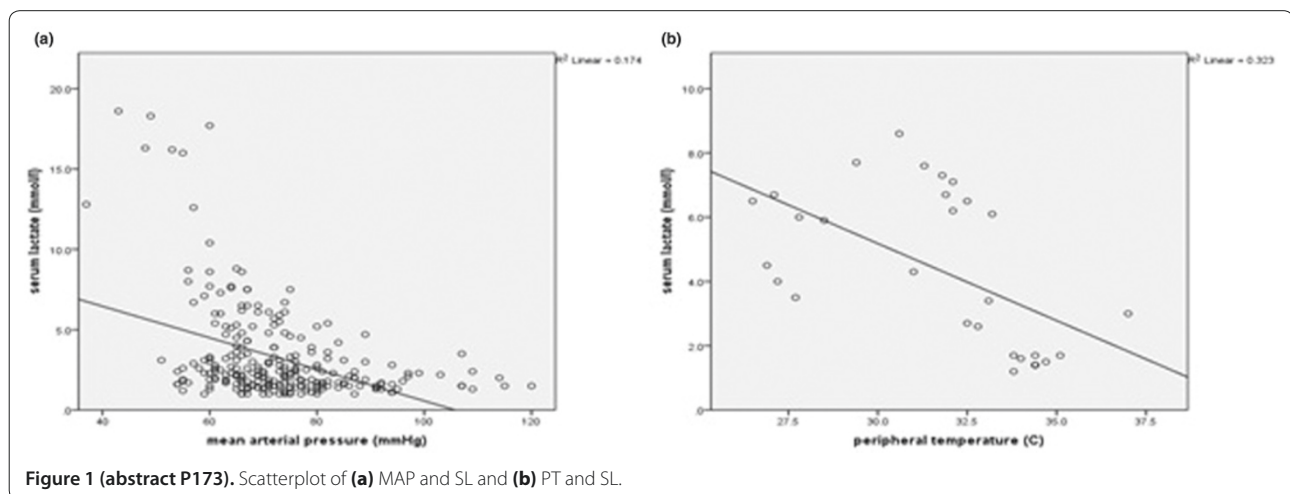 (a)
R² Linear = 0.174
20.0
15.0
10.0
5.0
.0
serum lactate (mmol/l)
40
60
80
100
120
mean arterial pressure (mmHg)
(b)
R² Linear = 0.323
10.0
8.0
6.0
4.0
2.0
.0
serum lactate (mmol/l)
27.5
30.0
32.5
35.0
37.5
peripheral temperature (C)
Figure 1 (abstract P173). Scatterplot of (a) MAP and SL and (b) PT and SL.